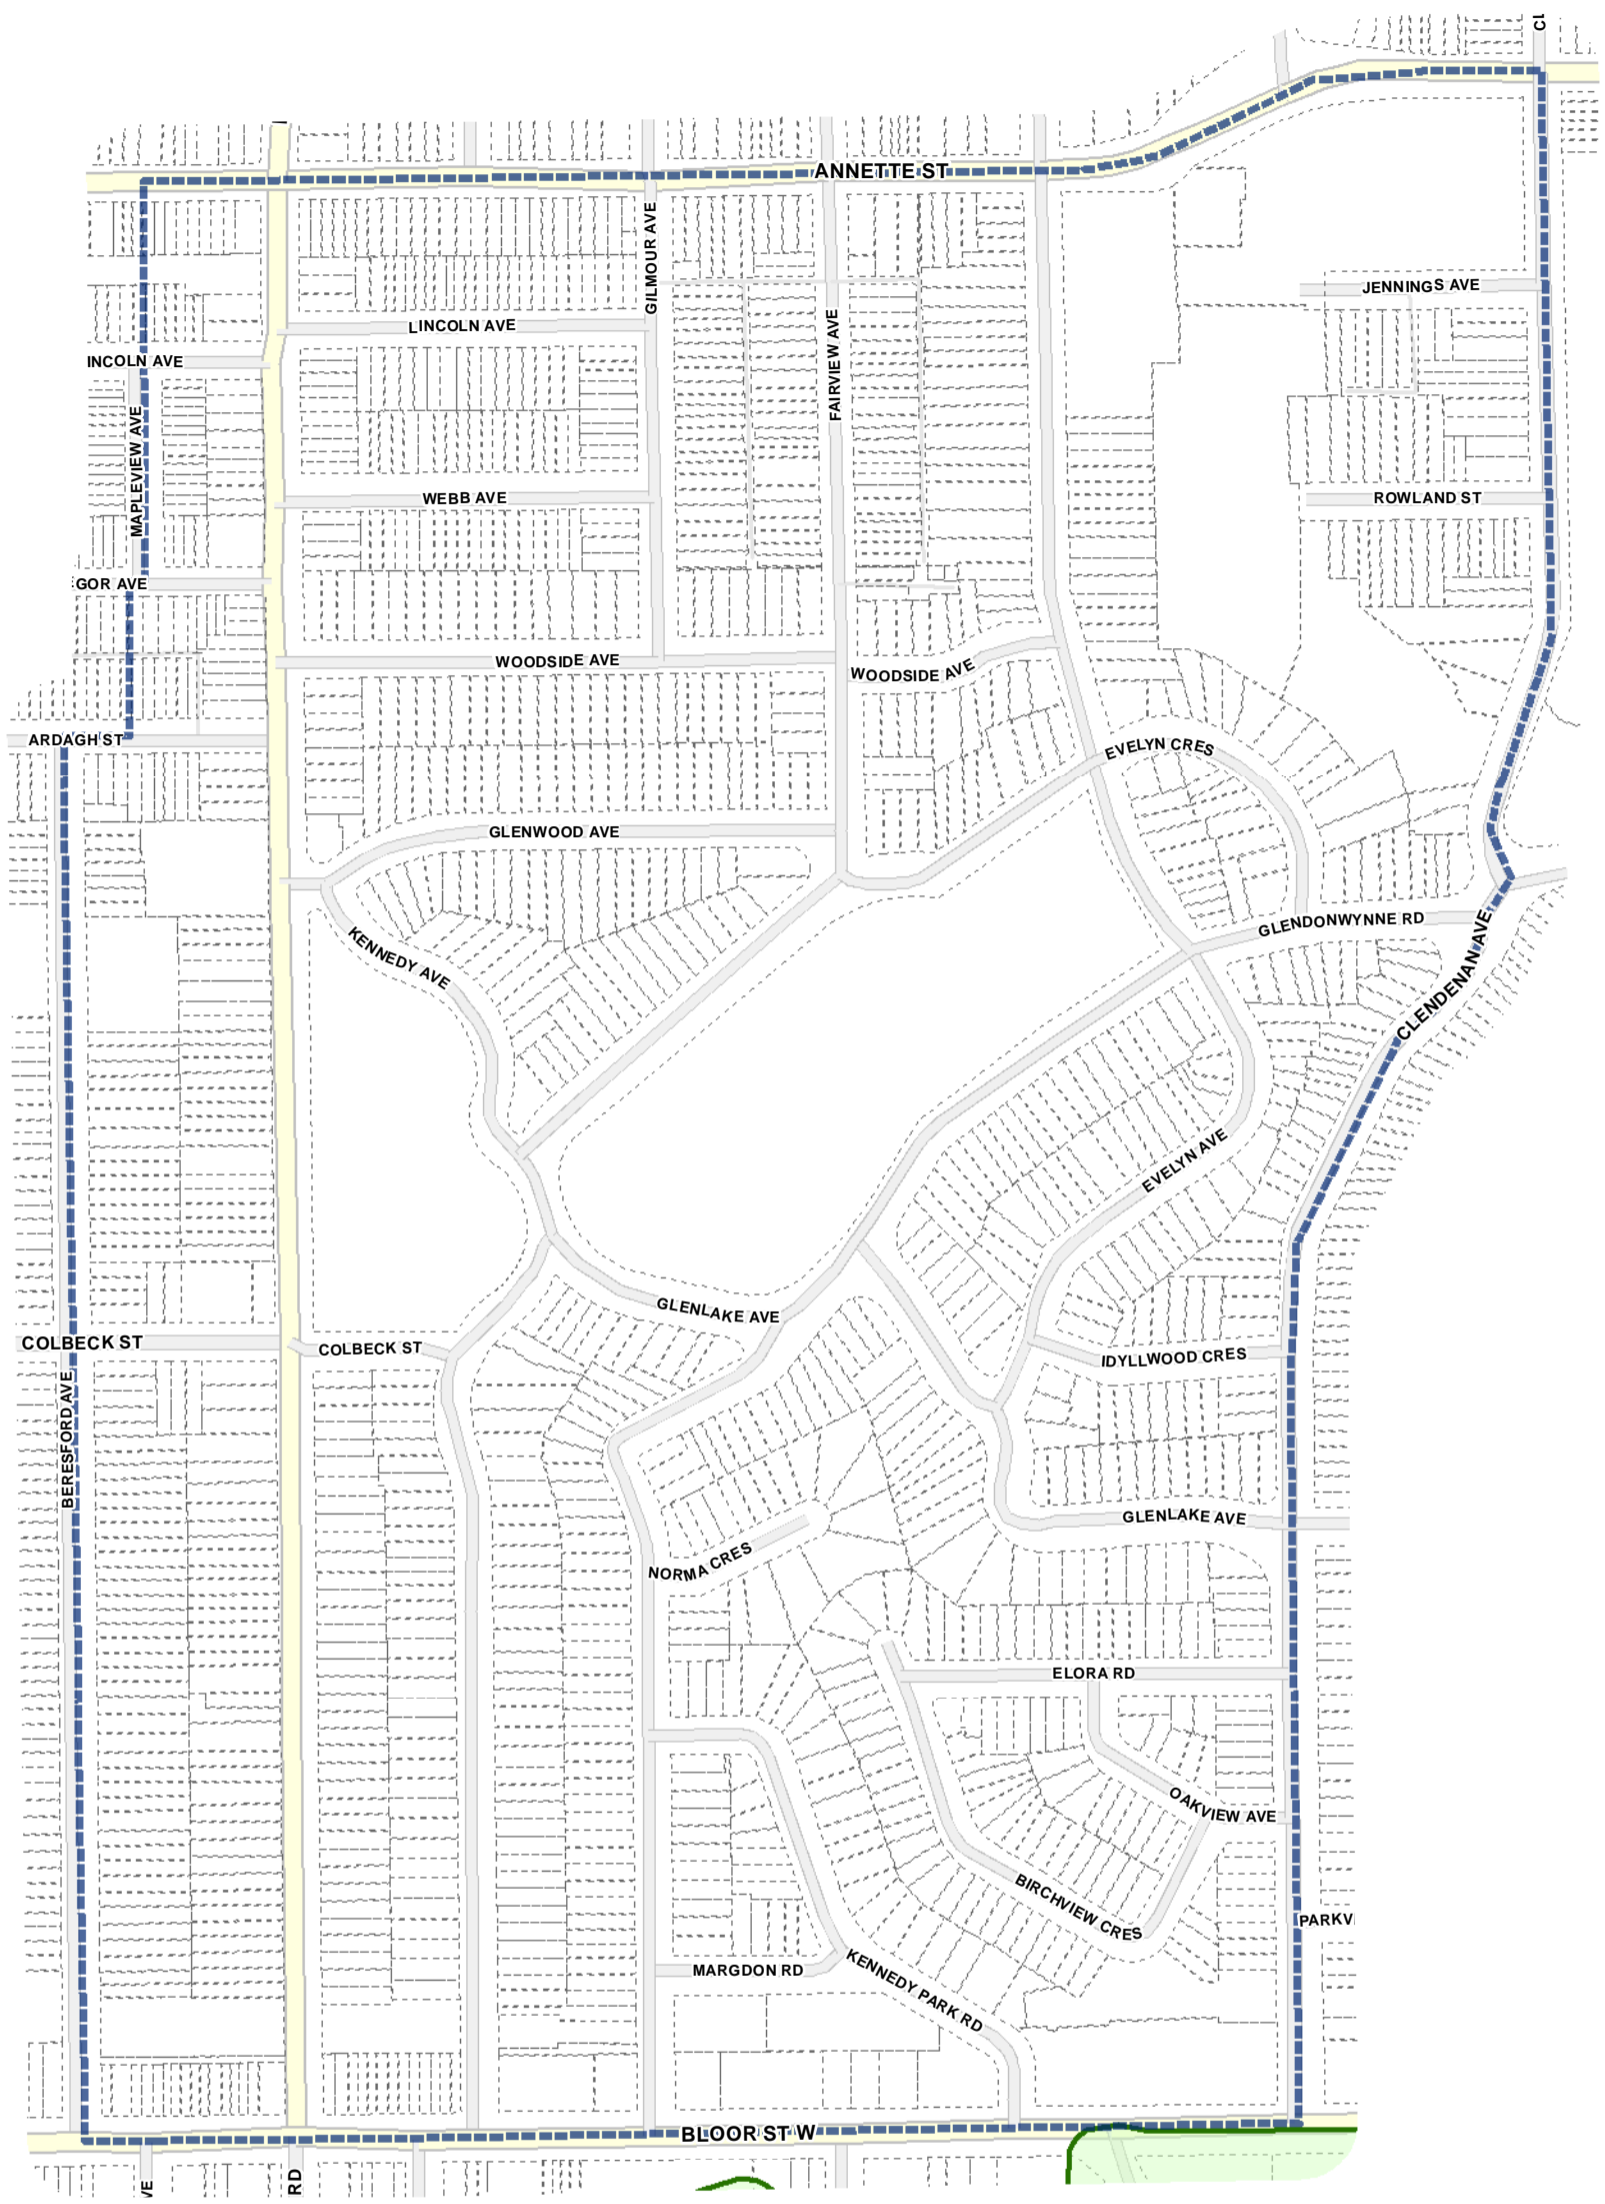 CL
ANNETTE ST
GILMOUR AVE
JENNINGS AVE
LINCOLN AVE
FAIRVIEW AVE
INCOLN AVE
MAPLEVIEW AVE
WEBB AVE
ROWLAND ST
GOR AVE
WOODSIDE AVE
WOODSIDE AVE
ARDAGH ST
EVELYN CRES
GLENWOOD AVE
GLENDONWYNNE RD
KENNEDY AVE
CLENDENAN AVE
EVELYN AVE
GLENLAKE AVE
COLBECK ST
COLBECK ST
IDYLLWOOD CRES
BERESFORD AVE
GLENLAKE AVE
NORMA CRES
ELORA RD
OAKVIEW AVE
BIRCHVIEW CRES
PARKVI
MARGDON RD
KENNEDY PARK RD
BLOOR ST W
VE
RD